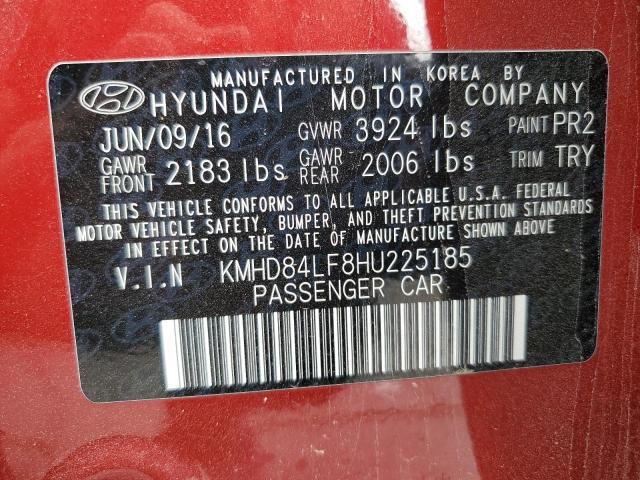 MANUFACTURED IN KOREA BY
HYUNDAI MOTOR COMPANY
JUN/09/16 GVWR 3924 lbs PAINT PR2
GAWR FRONT 2183 lbs GAWR REAR 2006 lbs TRIM TRY
THIS VEHICLE CONFORMS TO ALL APPLICABLE U.S.A. FEDERAL
MOTOR VEHICLE SAFETY, BUMPER, AND THEFT PREVENTION STANDARDS
IN EFFECT ON THE DATE OF MANUFACTURE SHOWN ABOVE.
V.I.N KMHD84LF8HU225185
PASSENGER CAR